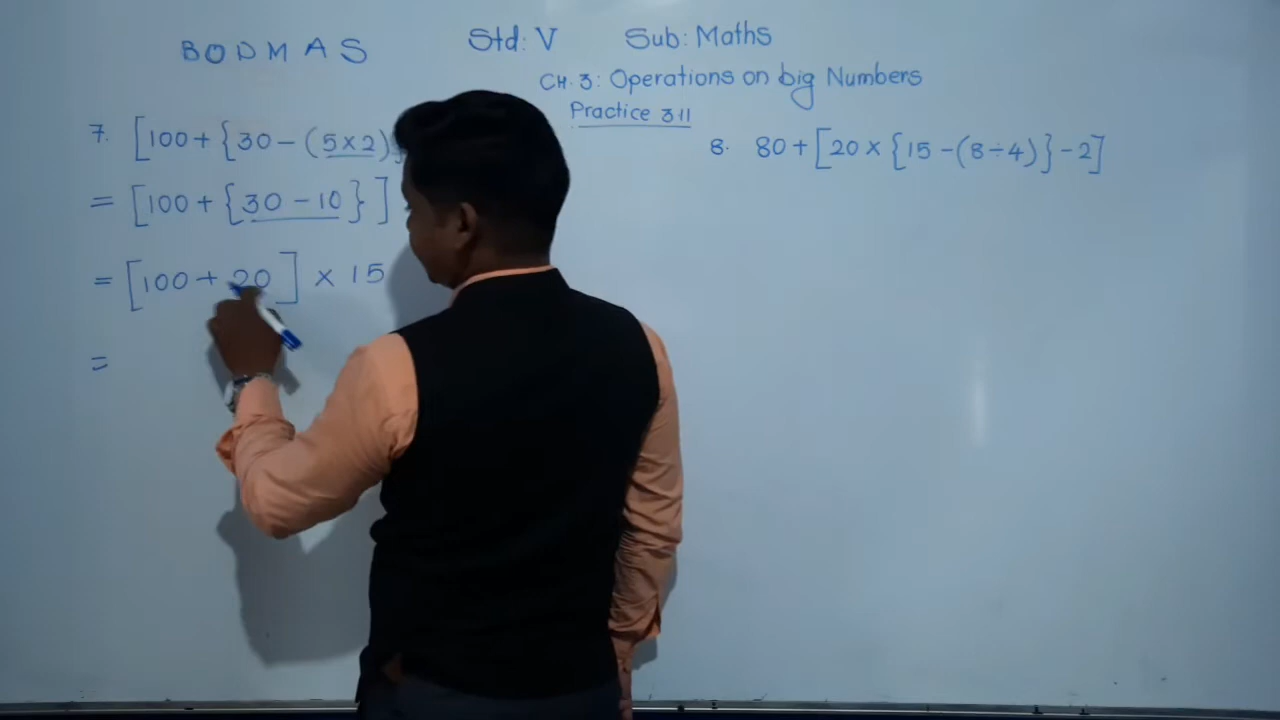 BODMAS Std: V Sub: Maths
CH. 3: Operations on big Numbers
Practice 3.11
7. [100 + {30 - (5 × 2)}
= [100 + {30 - 10}]
= [100 + 20] × 15
=
8. 80 + [20 × {15 - (8 ÷ 4)} - 2]